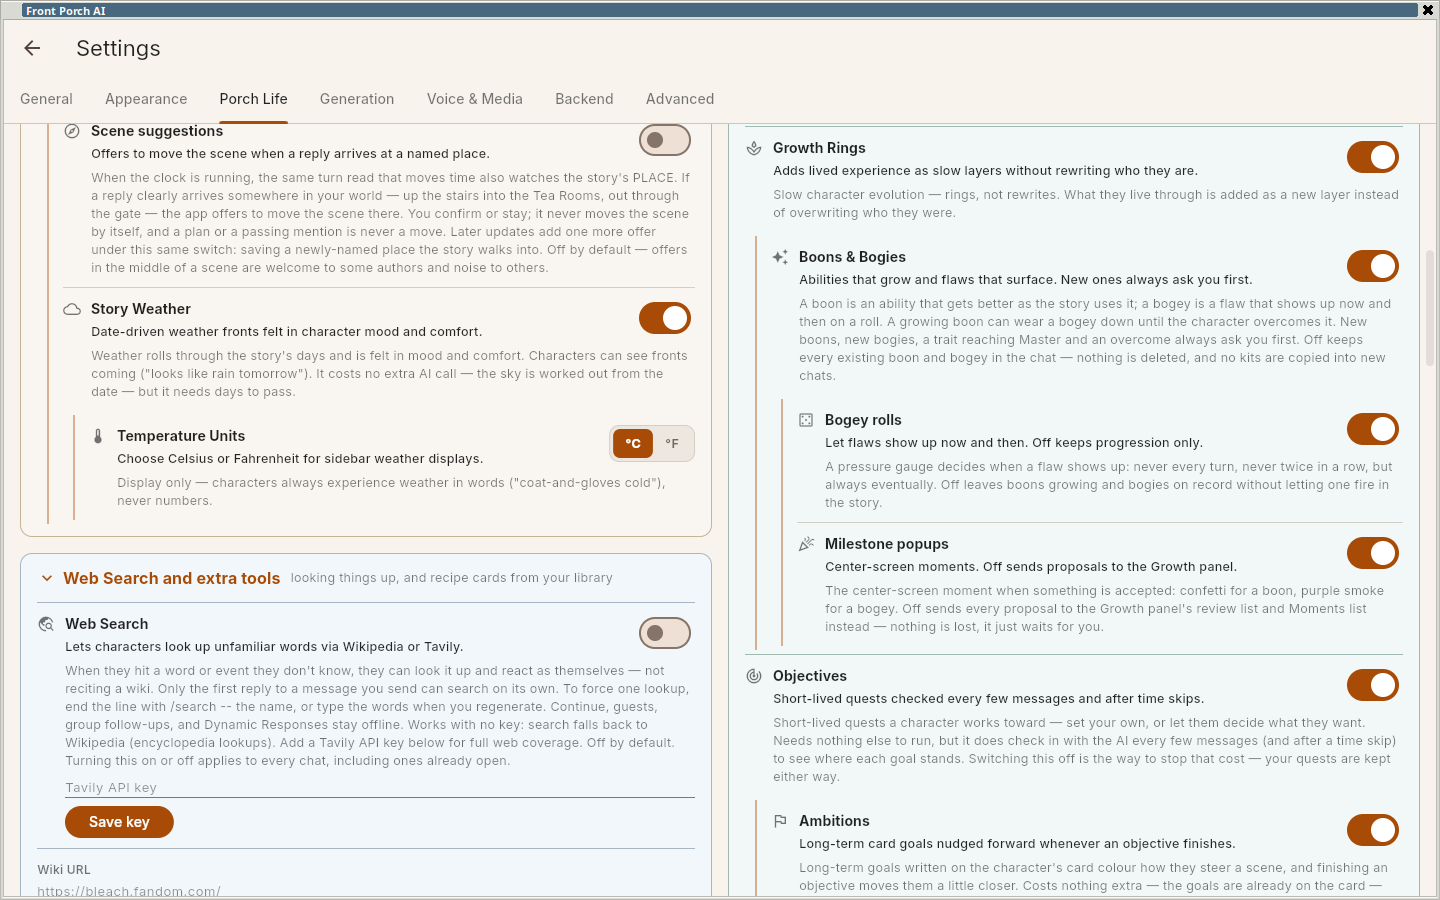 Front Porch AI
Settings
General
Appearance
Porch Life
Generation
Voice & Media
Backend
Advanced
Scene suggestions
Offers to move the scene when a reply arrives at a named place.
When the clock is running, the same turn read that moves time also watches the story's PLACE. If
a reply clearly arrives somewhere in your world — up the stairs into the Tea Rooms, out through
the gate — the app offers to move the scene there. You confirm or stay; it never moves the scene
by itself, and a plan or a passing mention is never a move. Later updates add one more offer
under this same switch: saving a newly-named place the story walks into. Off by default — offers
in the middle of a scene are welcome to some authors and noise to others.
Story Weather
Date-driven weather fronts felt in character mood and comfort.
Weather rolls through the story's days and is felt in mood and comfort. Characters can see fronts
coming ("looks like rain tomorrow"). It costs no extra AI call — the sky is worked out from the
date — but it needs days to pass.
Temperature Units
Choose Celsius or Fahrenheit for sidebar weather displays.
Display only — characters always experience weather in words ("coat-and-gloves cold"),
never numbers.
°C
°F
Web Search and extra tools
looking things up, and recipe cards from your library
Web Search
Lets characters look up unfamiliar words via Wikipedia or Tavily.
When they hit a word or event they don't know, they can look it up and react as themselves — not
reciting a wiki. Only the first reply to a message you send can search on its own. To force one lookup,
end the line with /search -- the name, or type the words when you regenerate. Continue, guests,
group follow-ups, and Dynamic Responses stay offline. Works with no key: search falls back to
Wikipedia (encyclopedia lookups). Add a Tavily API key below for full web coverage. Off by default.
Turning this on or off applies to every chat, including ones already open.
Tavily API key
Save key
Wiki URL
https://bleach.fandom.com/
Growth Rings
Adds lived experience as slow layers without rewriting who they are.
Slow character evolution — rings, not rewrites. What they live through is added as a new layer instead
of overwriting who they were.
Boons & Bogies
Abilities that grow and flaws that surface. New ones always ask you first.
A boon is an ability that gets better as the story uses it; a bogey is a flaw that shows up now and
then on a roll. A growing boon can wear a bogey down until the character overcomes it. New
boons, new bogies, a trait reaching Master and an overcome always ask you first. Off keeps
every existing boon and bogey in the chat — nothing is deleted, and no kits are copied into new
chats.
Bogey rolls
Let flaws show up now and then. Off keeps progression only.
A pressure gauge decides when a flaw shows up: never every turn, never twice in a row, but
always eventually. Off leaves boons growing and bogies on record without letting one fire in
the story.
Milestone popups
Center-screen moments. Off sends proposals to the Growth panel.
The center-screen moment when something is accepted: confetti for a boon, purple smoke
for a bogey. Off sends every proposal to the Growth panel's review list and Moments list
instead — nothing is lost, it just waits for you.
Objectives
Short-lived quests checked every few messages and after time skips.
Short-lived quests a character works toward — set your own, or let them decide what they want.
Needs nothing else to run, but it does check in with the AI every few messages (and after a time skip)
to see where each goal stands. Switching this off is the way to stop that cost — your quests are kept
either way.
Ambitions
Long-term card goals nudged forward whenever an objective finishes.
Long-term goals written on the character's card colour how they steer a scene, and finishing an
objective moves them a little closer. Costs nothing extra — the goals are already on the card —